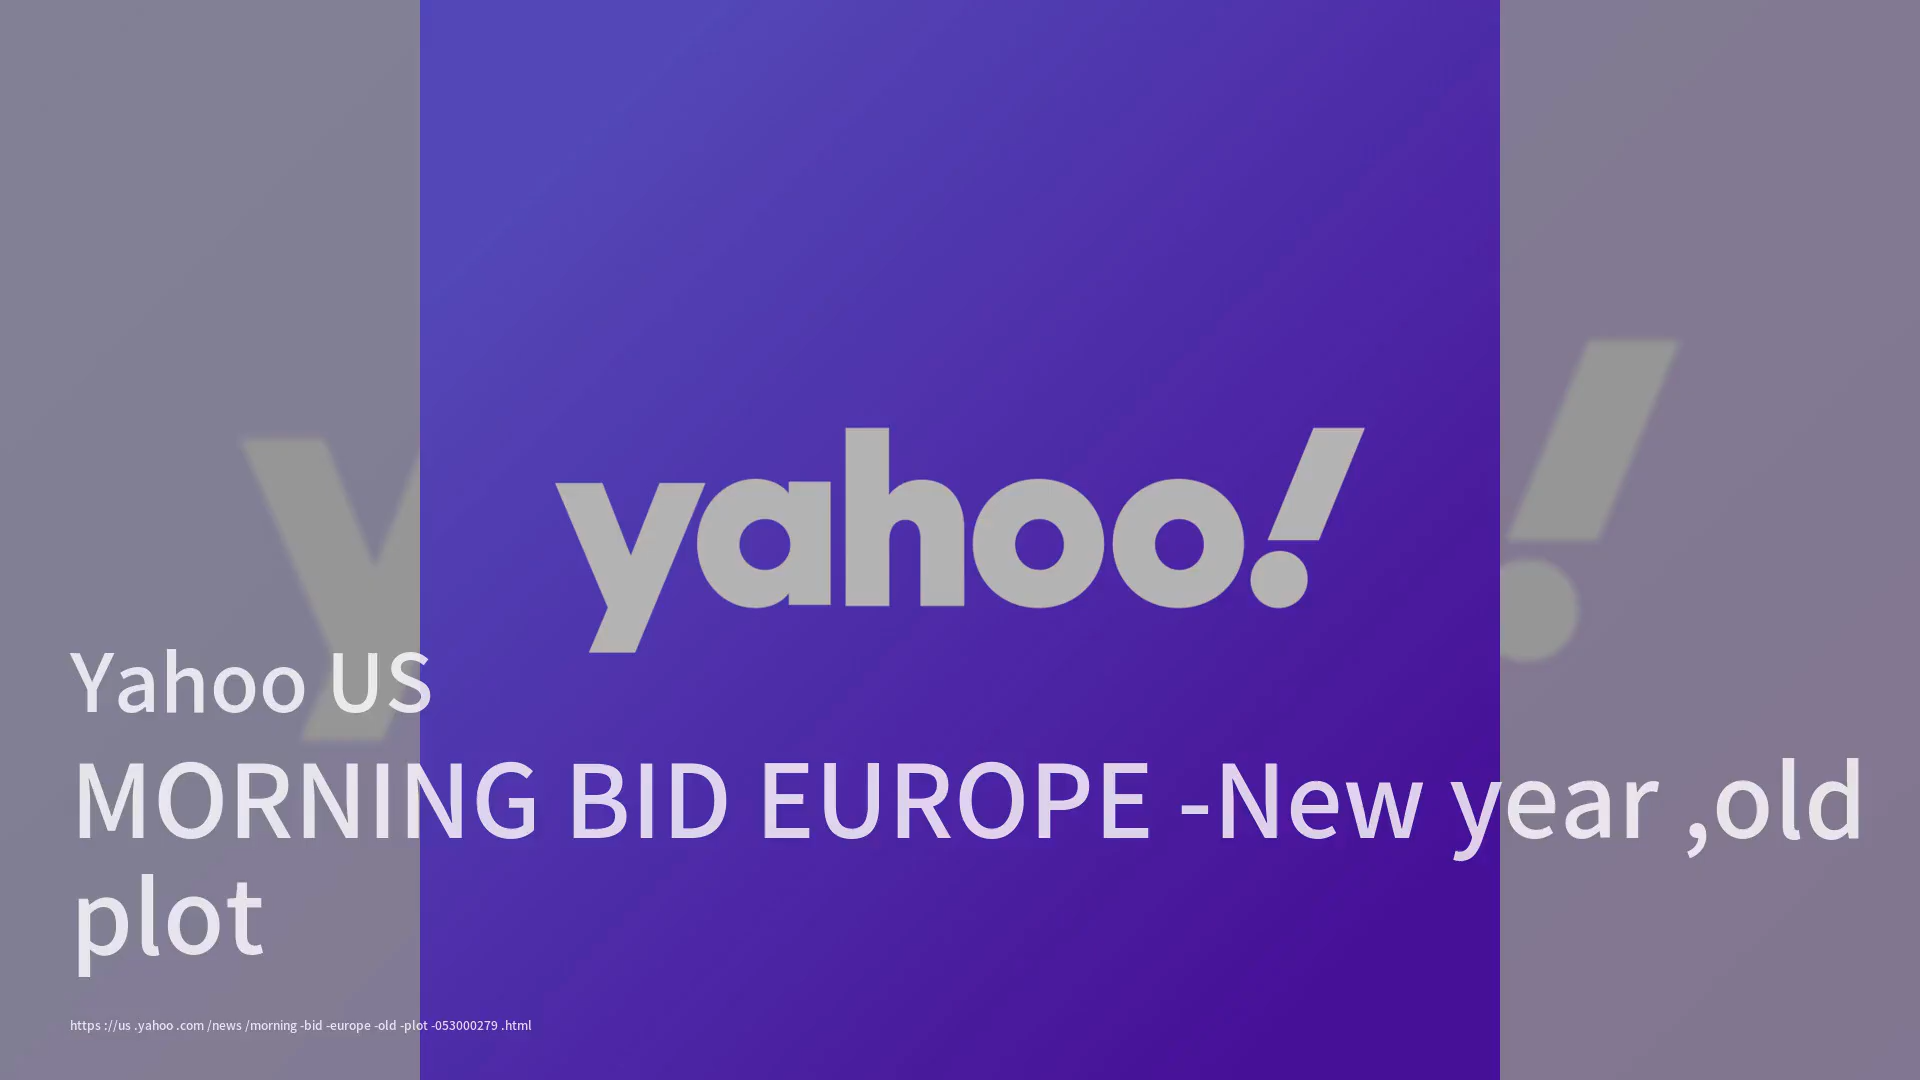 yahoo!
Yahoo US
MORNING BID EUROPE -New year ,old
plot
https ://us .yahoo .com /news /morning -bid -europe -old -plot -053000279 .html